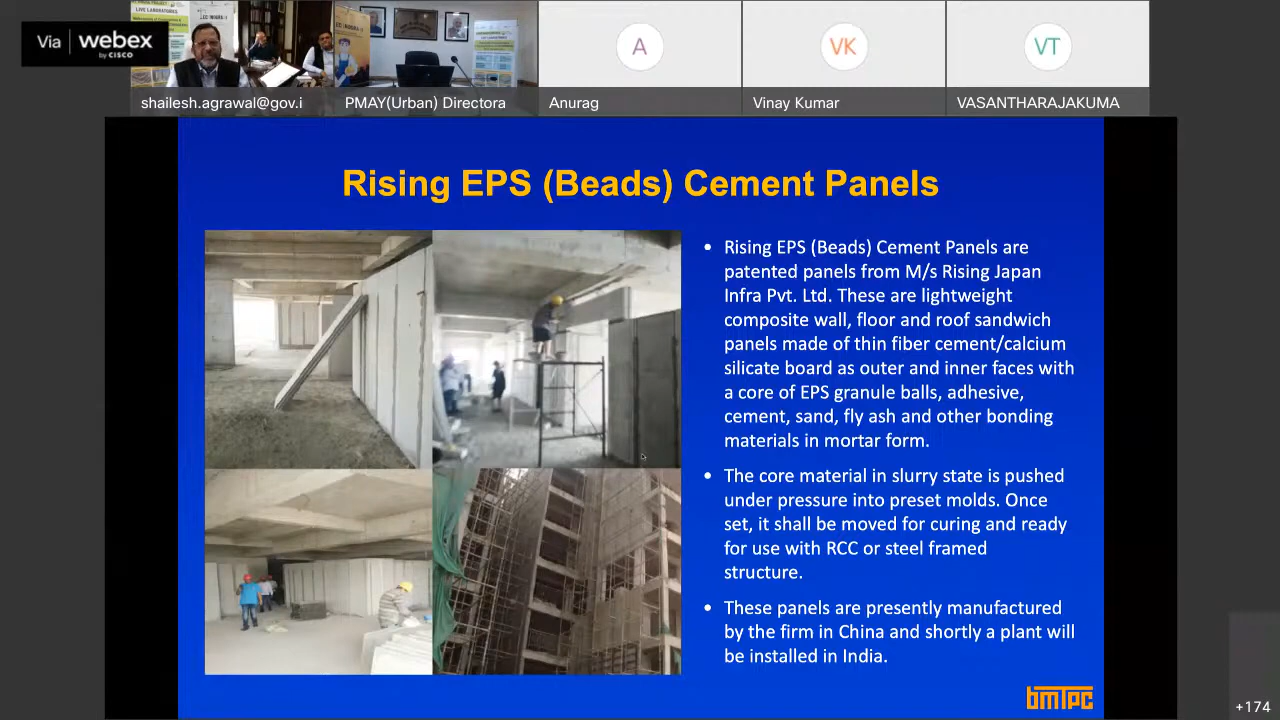 Via webex
by CISCO
shailesh.agrawal@gov.i
PMAY(Urban) Directora
A
Anurag
VK
Vinay Kumar
VT
VASANTHARAJAKUMA
Rising EPS (Beads) Cement Panels
• Rising EPS (Beads) Cement Panels are
patented panels from M/s Rising Japan
Infra Pvt. Ltd. These are lightweight
composite wall, floor and roof sandwich
panels made of thin fiber cement/calcium
silicate board as outer and inner faces with
a core of EPS granule balls, adhesive,
cement, sand, fly ash and other bonding
materials in mortar form.
• The core material in slurry state is pushed
under pressure into preset molds. Once
set, it shall be moved for curing and ready
for use with RCC or steel framed
structure.
• These panels are presently manufactured
by the firm in China and shortly a plant will
be installed in India.
bmTPC
+174